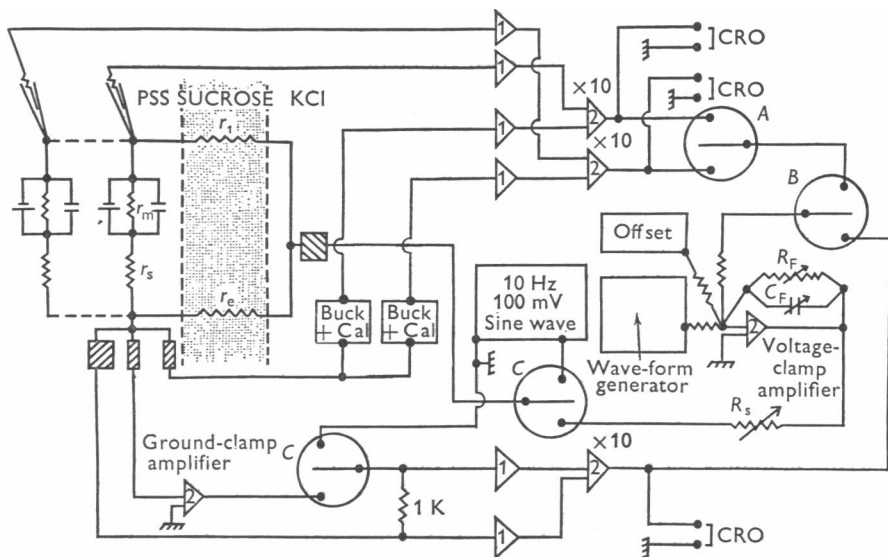 1
CRO
1
×10
PSS SUCROSE KCl
2
CRO
A
r1
1
×10
2
1
B
rm
Offset
RF
rs
10 Hz
100 mV
Sine wave
CF
re
Buck
+ Cal
Buck
+ Cal
2
Wave-form
generator
Voltage-
clamp
amplifier
C
Rs
Ground-clamp
amplifier
C
×10
1
2
2
1 K
1
CRO